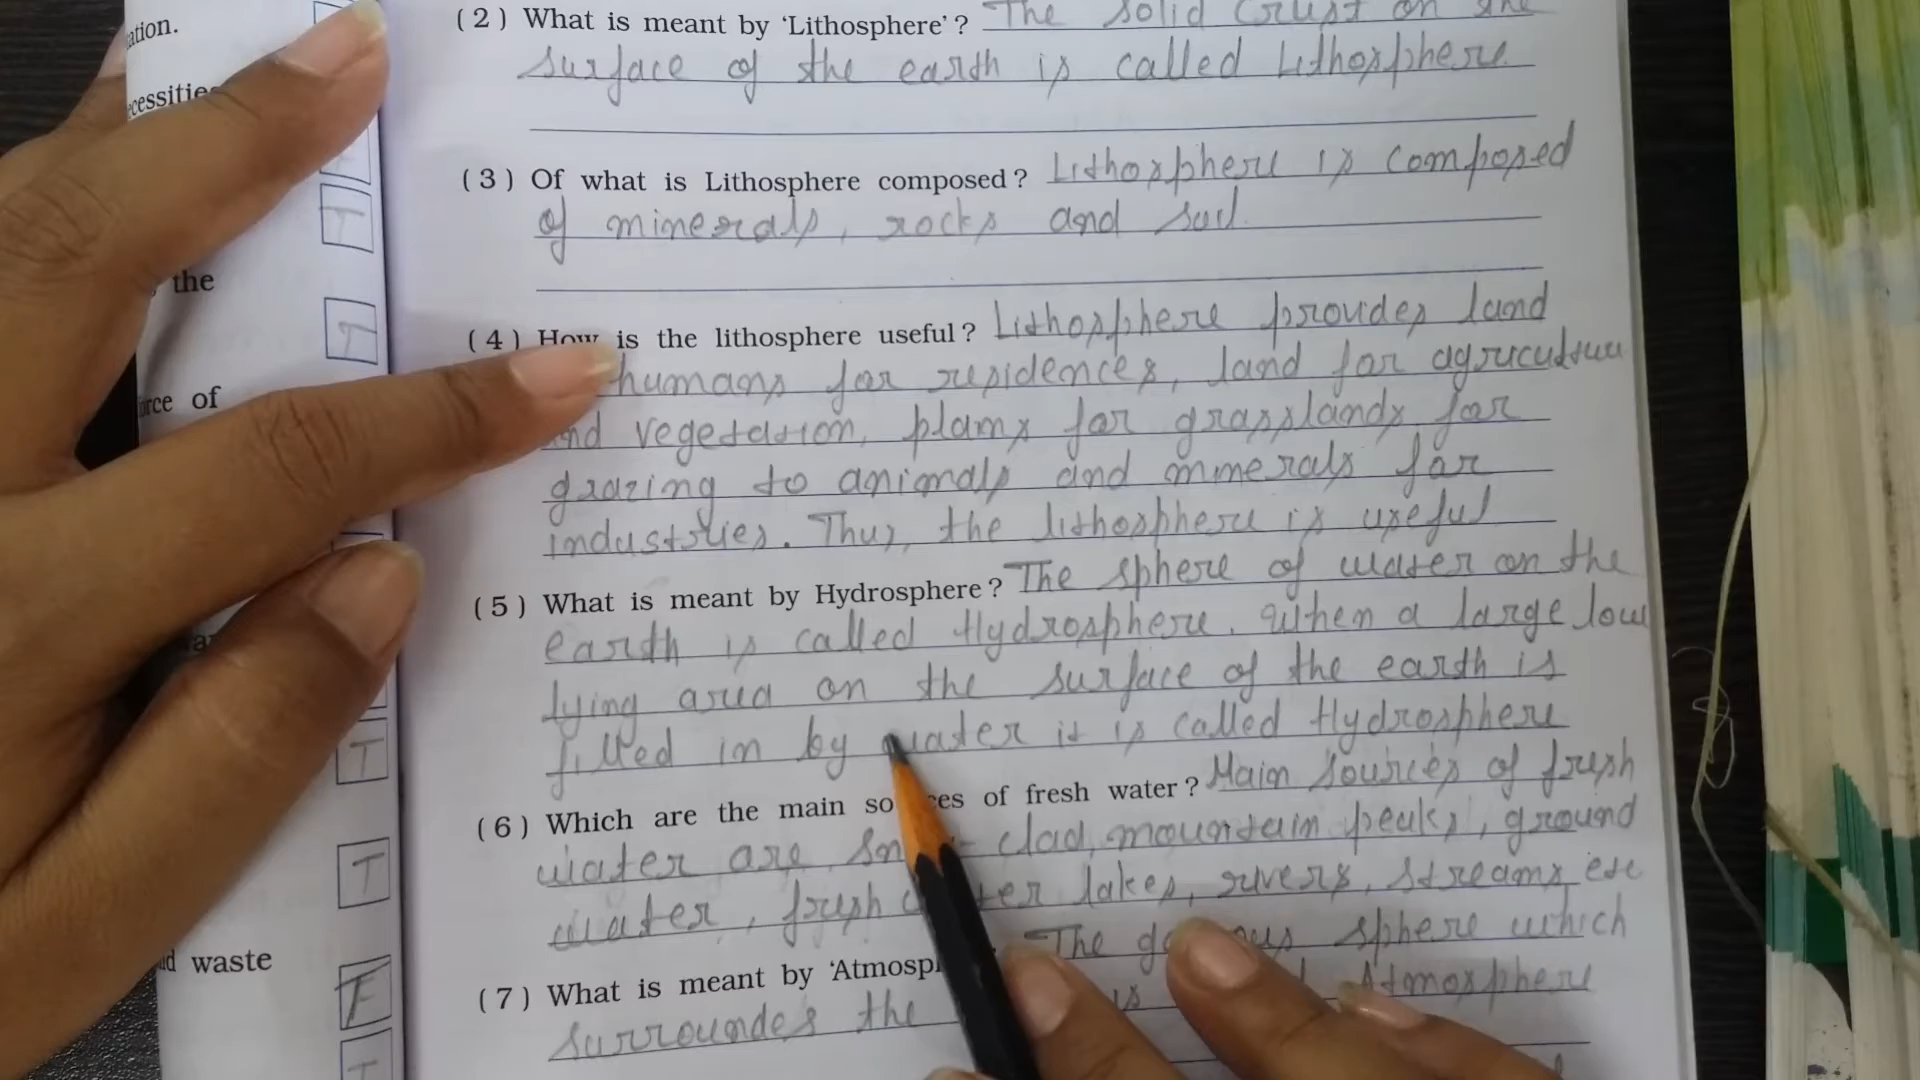 ation.
cessitie
the
rce of
d waste
T
T
T
T
F
T
(2) What is meant by 'Lithosphere'? The solid crust on the
surface of the earth is called Lithosphere.
(3) Of what is Lithosphere composed? Lithosphere is composed
of minerals, rocks and soil.
(4) How is the lithosphere useful? Lithosphere provides land
humans for residences, land for agricultur
and vegetation, plams for grasslands for
grazing to animals and minerals for
industries. Thus, the lithosphere is useful
(5) What is meant by Hydrosphere? The sphere of water on the
earth is called Hydrosphere. When a large low
lying area on the surface of the earth is
filled in by water it is called Hydrosphere
(6) Which are the main so ces of fresh water? Main sources of fresh
water are sn - clad, mountain peaks, ground
water, fresh ter lakes, rivers, streams etc
(7) What is meant by 'Atmosp The sphere which
surroundes the is Atmosphere